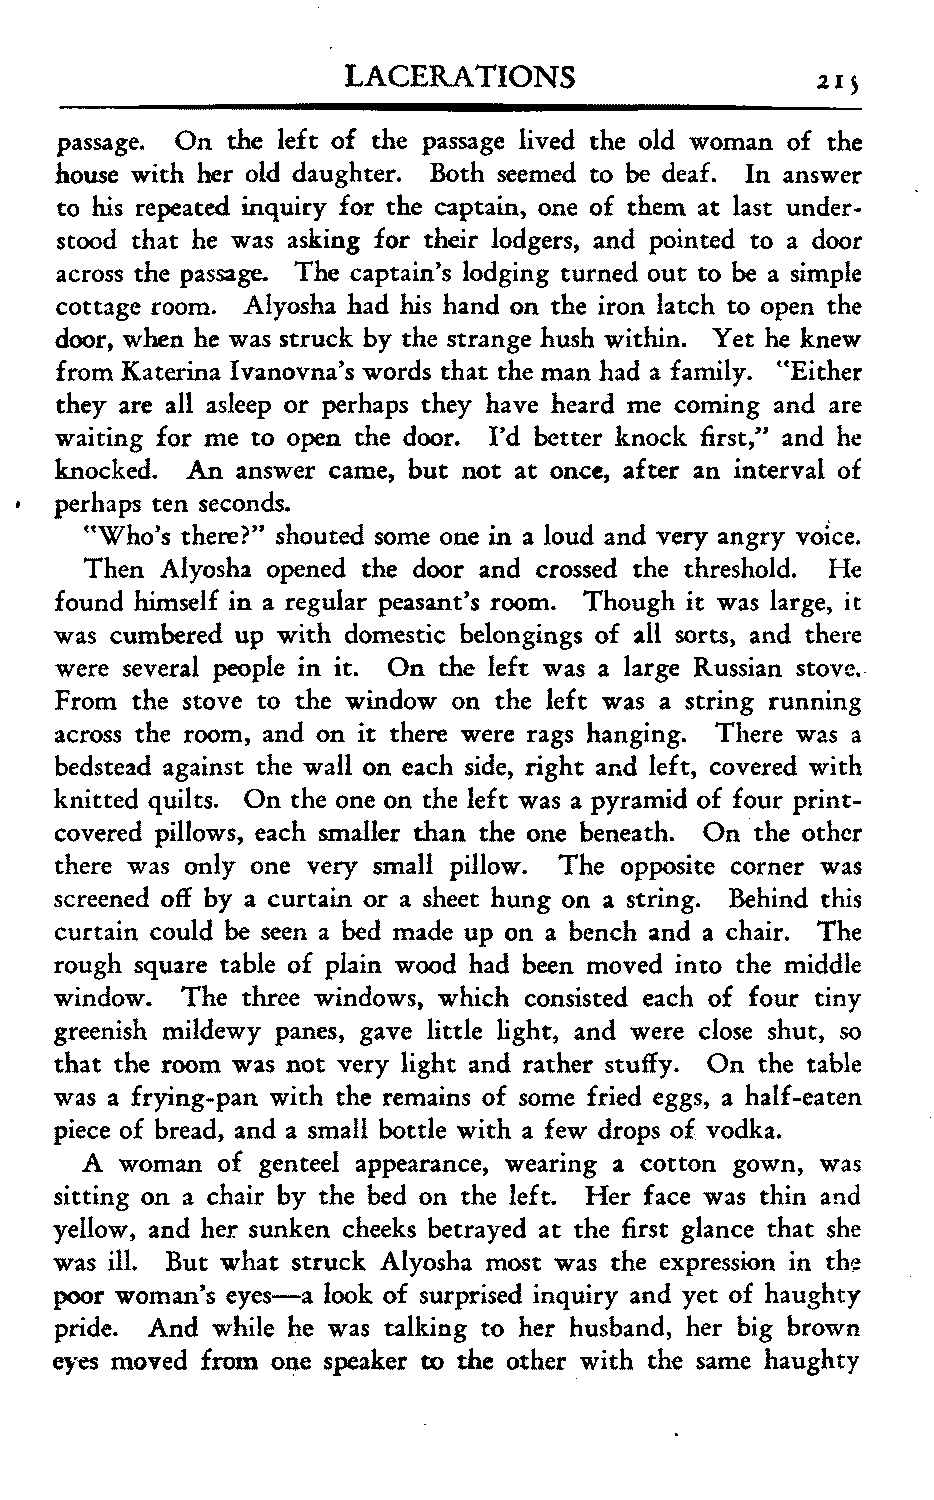 LACERATIONS 215
passage. On the left of the passage lived the old woman of the
house with her old daughter. Both seemed to be deaf. In answer
to his repeated inquiry for the captain, one of them at last under-
stood that he was asking for their lodgers, and pointed to a door
across the passage. The captain's lodging turned out to be a simple
cottage room. Alyosha had his hand on the iron latch to open the
door, when he was struck by the strange hush within. Yet he knew
from Katerina Ivanovna's words that the man had a family. "Either
they are all asleep or perhaps they have heard me coming and are
waiting for me to open the door. I'd better knock first," and he
knocked. An answer came, but not at once, after an interval of
perhaps ten seconds.
"Who's there?" shouted some one in a loud and very angry voice.
Then Alyosha opened the door and crossed the threshold. He
found himself in a regular peasant's room. Though it was large, it
was cumbered up with domestic belongings of all sorts, and there
were several people in it. On the left was a large Russian stove.
From the stove to the window on the left was a string running
across the room, and on it there were rags hanging. There was a
bedstead against the wall on each side, right and left, covered with
knitted quilts. On the one on the left was a pyramid of four print-
covered pillows, each smaller than the one beneath. On the other
there was only one very small pillow. The opposite corner was
screened off by a curtain or a sheet hung on a string. Behind this
curtain could be seen a bed made up on a bench and a chair. The
rough square table of plain wood had been moved into the middle
window. The three windows, which consisted each of four tiny
greenish mildewy panes, gave little light, and were close shut, so
that the room was not very light and rather stuffy. On the table
was a frying-pan with the remains of some fried eggs, a half-eaten
piece of bread, and a small bottle with a few drops of vodka.
A woman of genteel appearance, wearing a cotton gown, was
sitting on a chair by the bed on the left. Her face was thin and
yellow, and her sunken cheeks betrayed at the first glance that she
was ill. But what struck Alyosha most was the expression in the
poor woman's eyes—a look of surprised inquiry and yet of haughty
pride. And while he was talking to her husband, her big brown
eyes moved from one speaker to the other with the same haughty